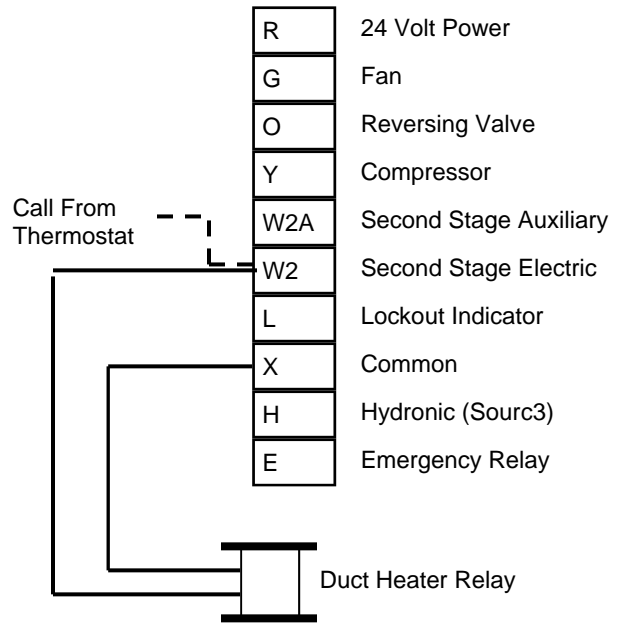 R 24 Volt Power
G Fan
O Reversing Valve
Y Compressor
Call From
Thermostat
W2A Second Stage Auxiliary
W2 Second Stage Electric
L Lockout Indicator
X Common
H Hydronic (Sourc3)
E Emergency Relay
Duct Heater Relay